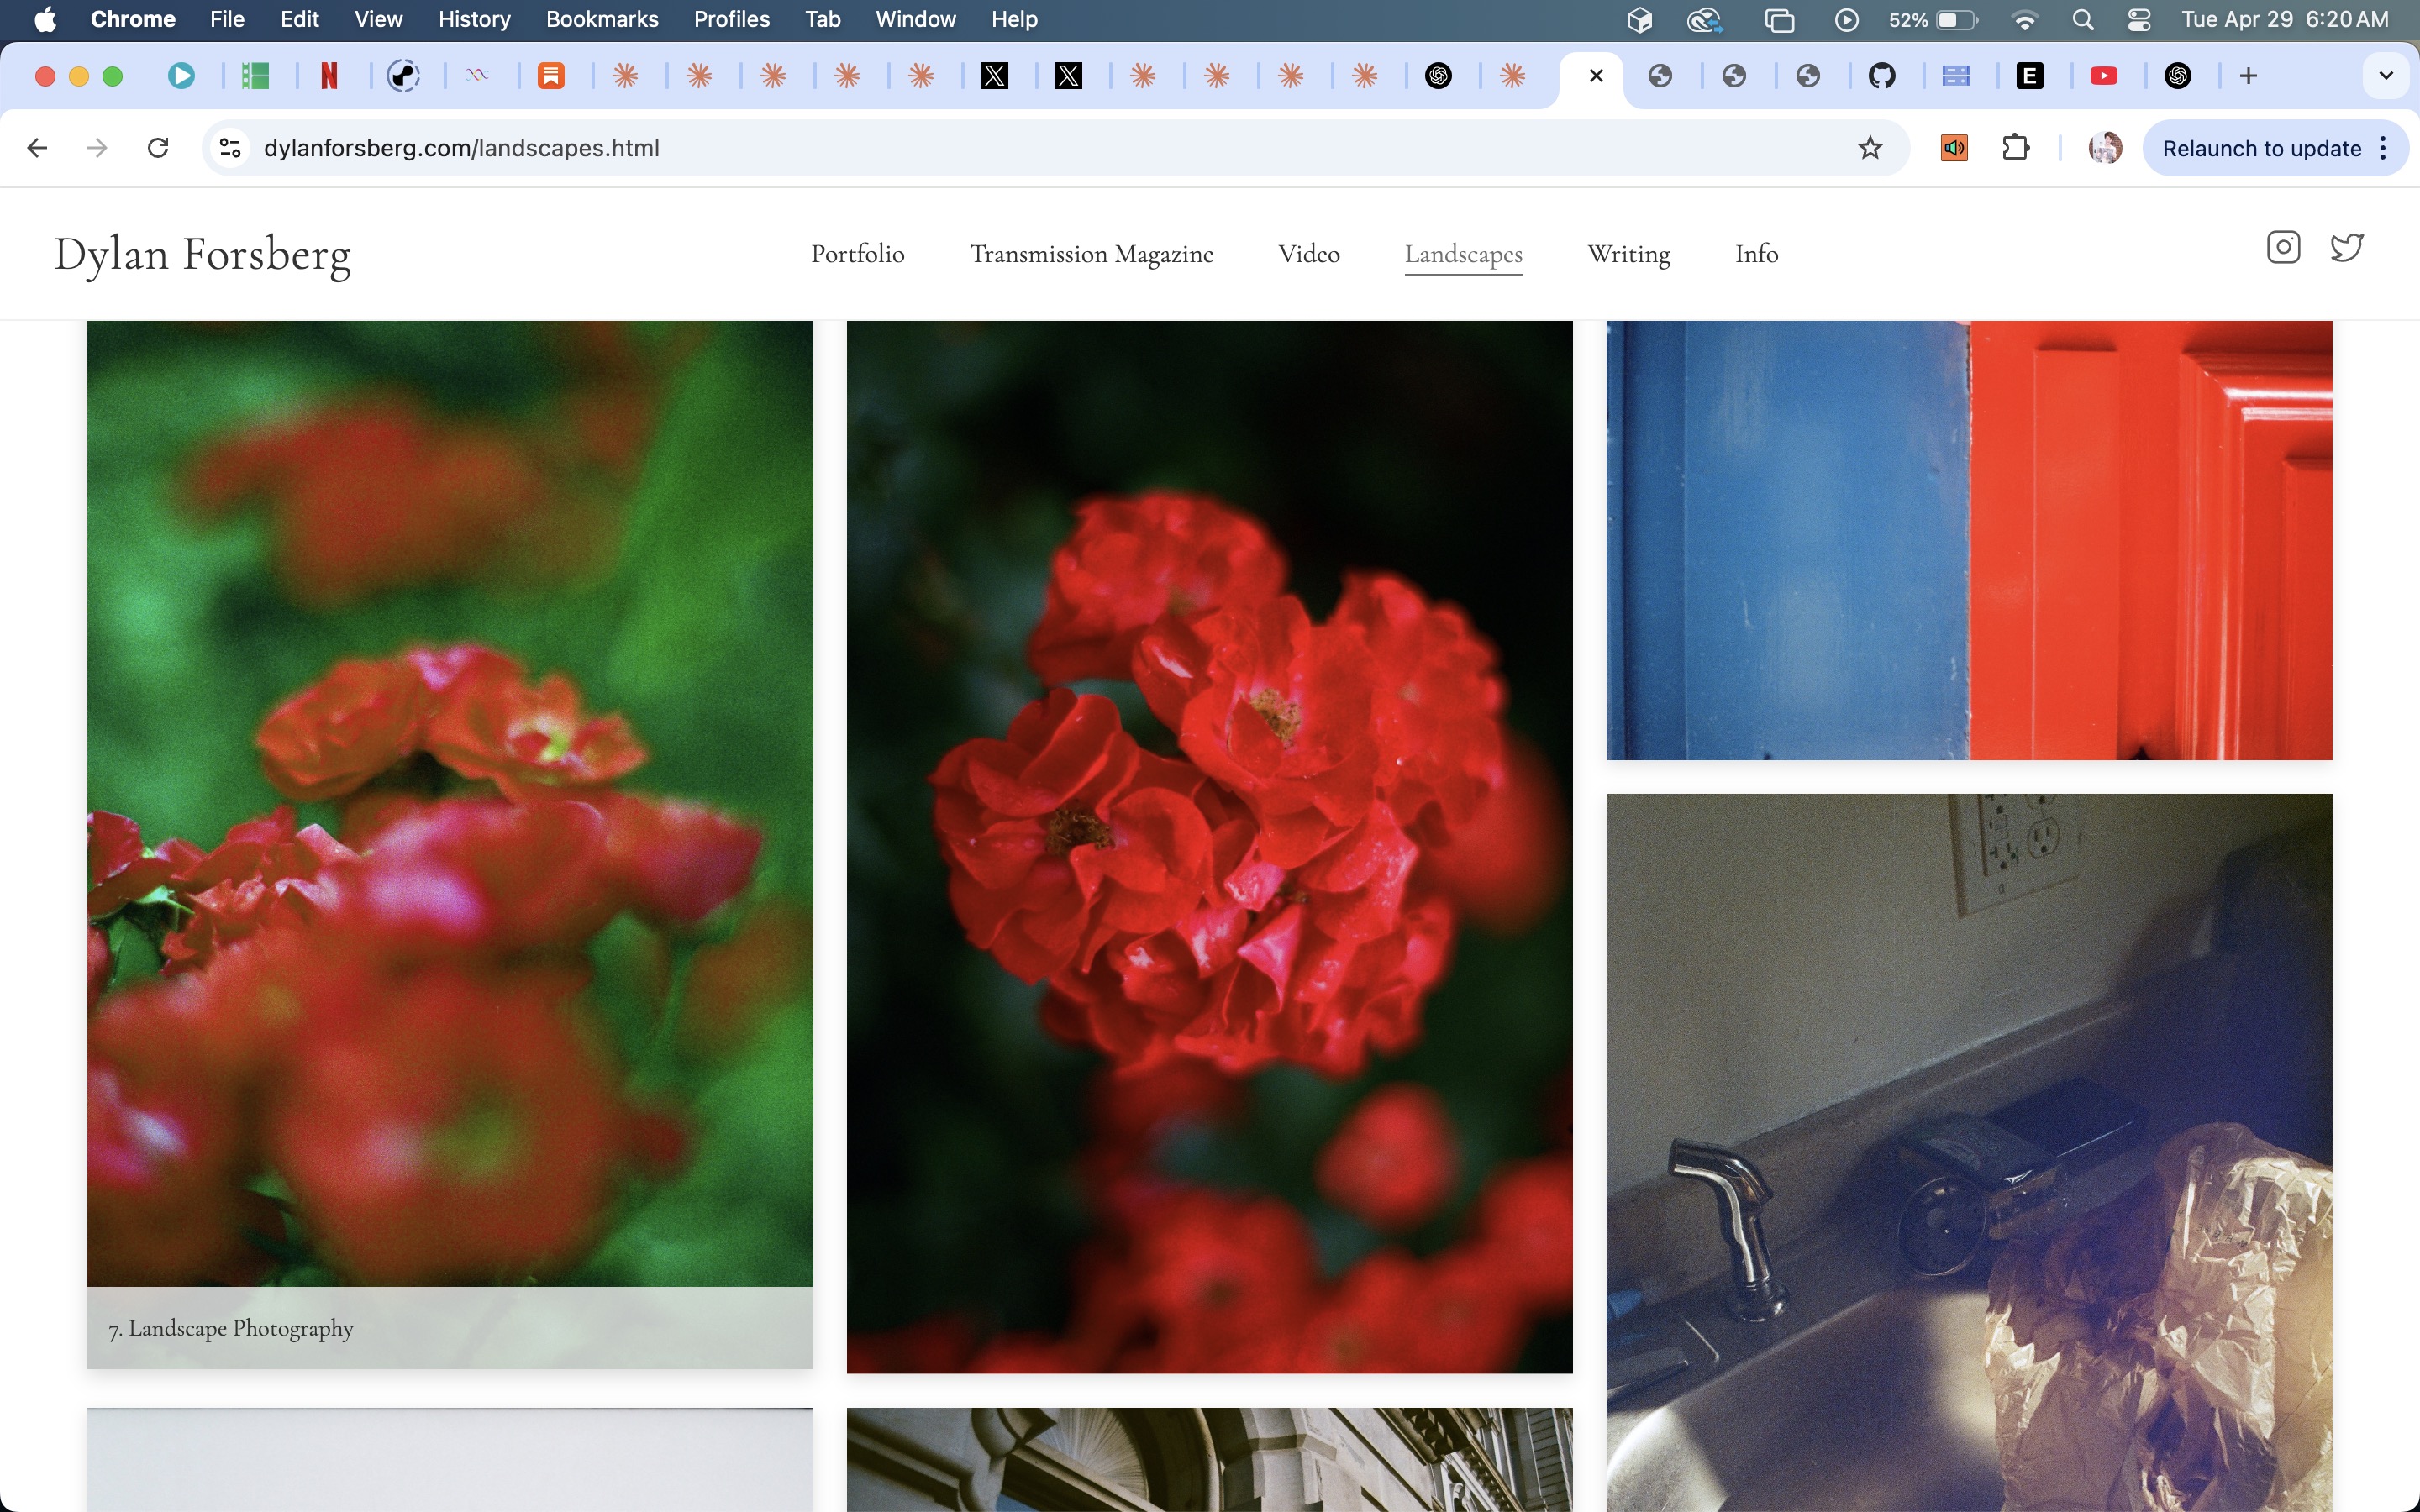 Chrome File Edit View History Bookmarks Profiles Tab Window Help 52% Tue Apr 29 6:20 AM
dylanforsberg.com/landscapes.html Relaunch to update
Dylan Forsberg Portfolio Transmission Magazine Video Landscapes Writing Info
7. Landscape Photography